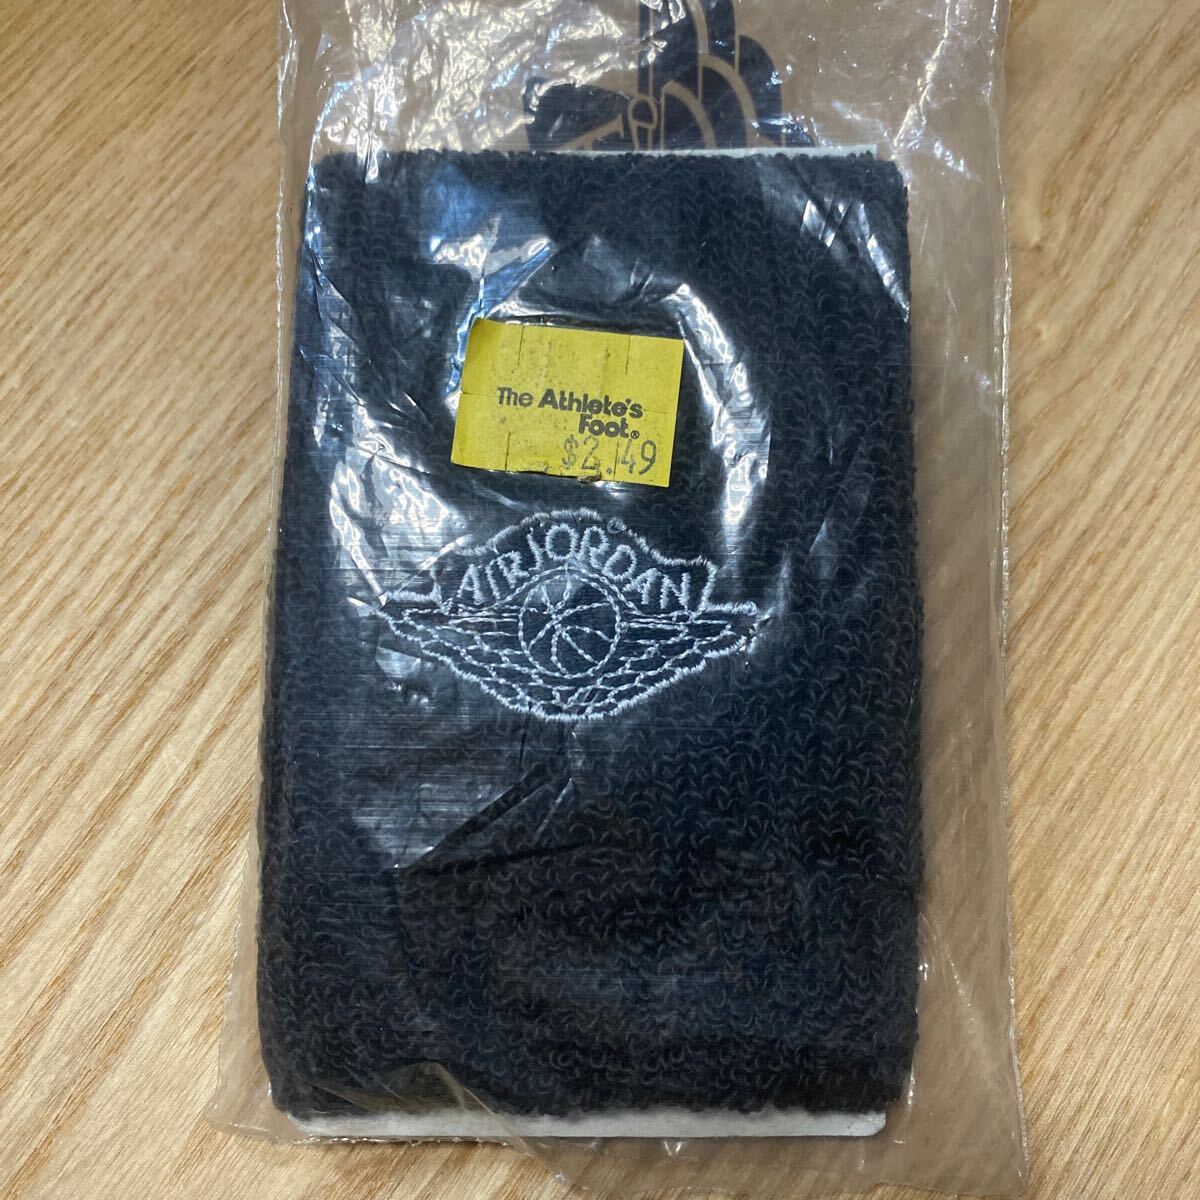 The Athlete's
Foot®
$2.49
®
AIR JORDAN